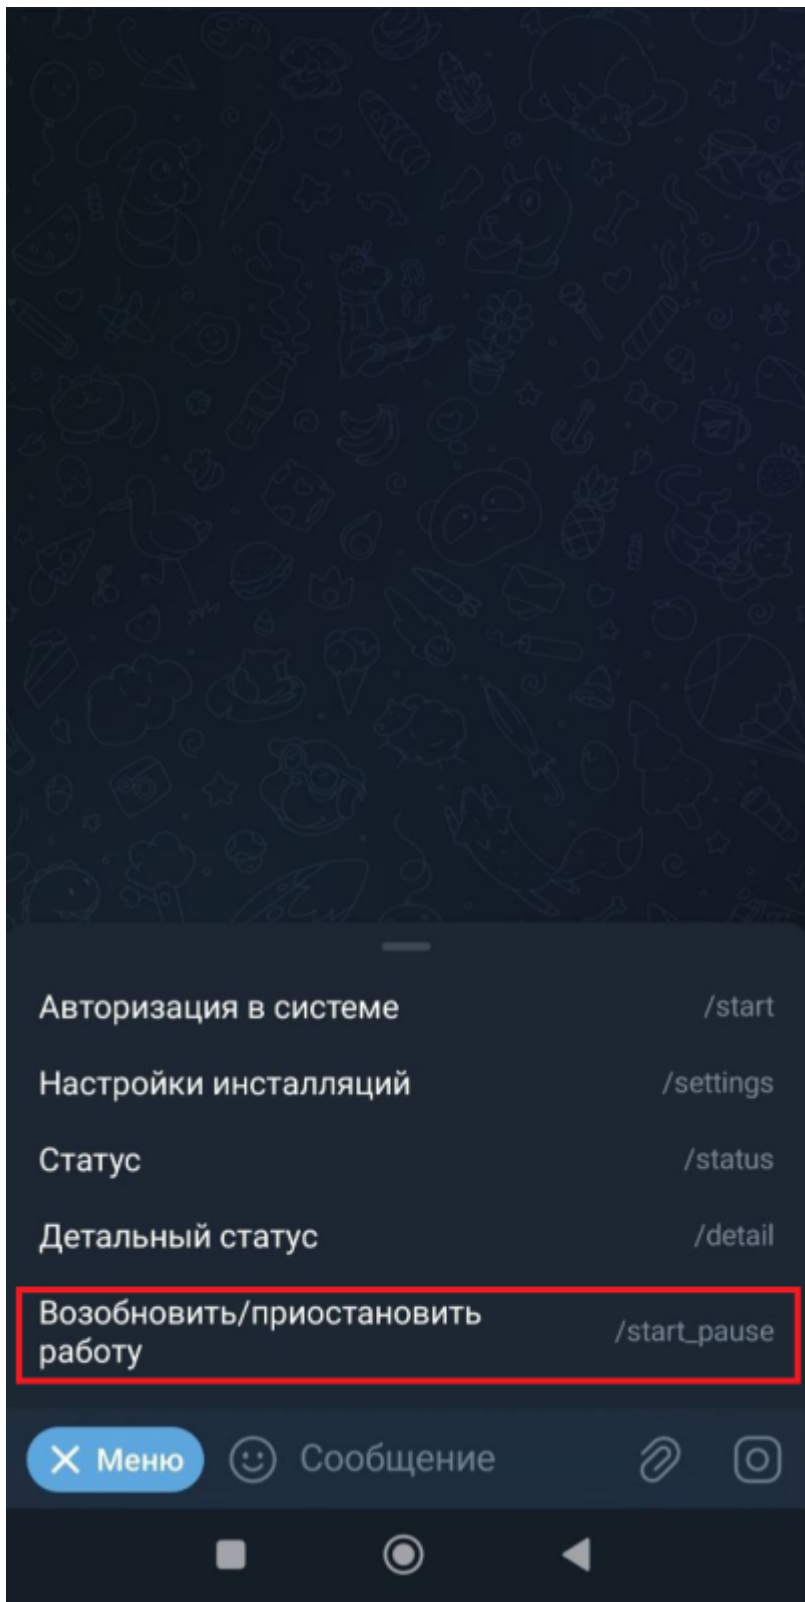 Авторизация в системе /start
Настройки инсталляций /settings
Статус /status
Детальный статус /detail
Возобновить/приостановить
работу /start_pause
Меню Сообщение